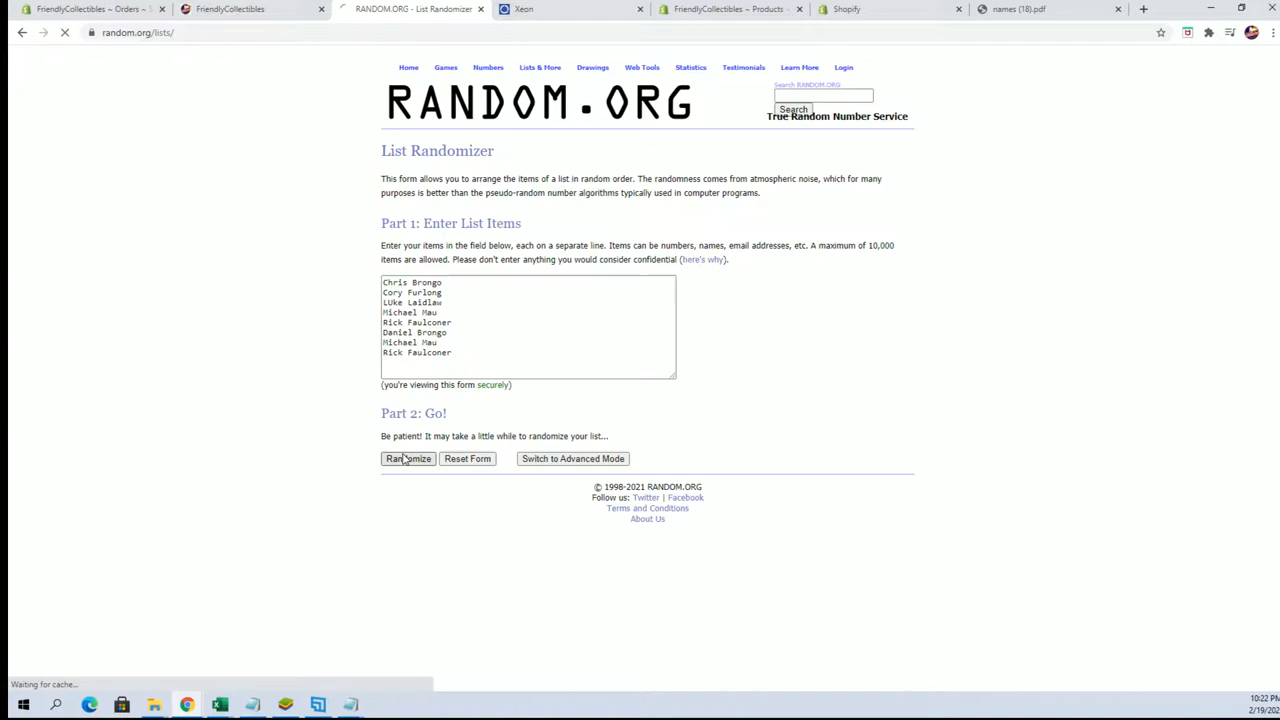 FriendlyCollectibles ~ Orders ~ S
FriendlyCollectibles
RANDOM.ORG - List Randomizer
Xeon
FriendlyCollectibles ~ Products ~
Shopify
names (18).pdf
random.org/lists/
Home
Games
Numbers
Lists & More
Drawings
Web Tools
Statistics
Testimonials
Learn More
Login
RANDOM.ORG
Search RANDOM.ORG
Search
True Random Number Service
List Randomizer
This form allows you to arrange the items of a list in random order. The randomness comes from atmospheric noise, which for many
purposes is better than the pseudo-random number algorithms typically used in computer programs.
Part 1: Enter List Items
Enter your items in the field below, each on a separate line. Items can be numbers, names, email addresses, etc. A maximum of 10,000
items are allowed. Please don't enter anything you would consider confidential (here's why).
Chris Brongo
Cory Furlong
LUke Laidlaw
Michael Mau
Rick Faulconer
Daniel Brongo
Michael Mau
Rick Faulconer
(you're viewing this form securely)
Part 2: Go!
Be patient! It may take a little while to randomize your list...
Randomize
Reset Form
Switch to Advanced Mode
© 1998-2021 RANDOM.ORG
Follow us: Twitter | Facebook
Terms and Conditions
About Us
Waiting for cache...
10:22 PM
2/19/202